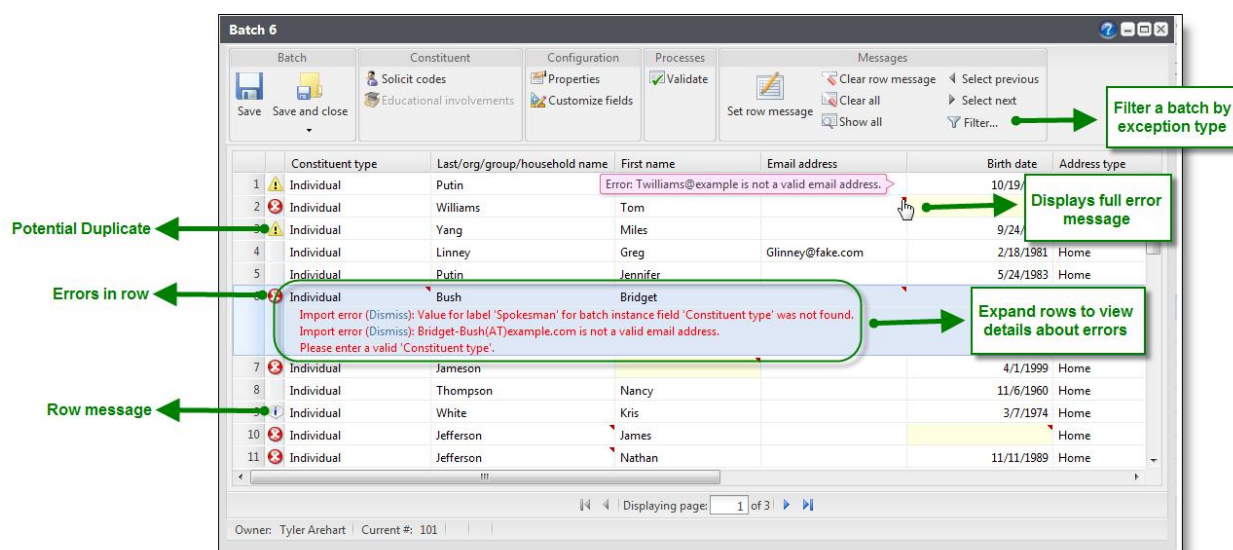 Batch 6
Batch
Constituent
Configuration
Processes
Messages
Save
Save and close
Solicit codes
Educational involvements
Properties
Customize fields
Validate
Set row message
Clear row message
Clear all
Show all
Select previous
Select next
Filter...
Filter a batch by
exception type
Constituent type Last/org/group/household name First name Email address Birth date Address type
1 Individual Putin Error: Twilliams@example is not a valid email address. 10/19/
2 Individual Williams Tom
Displays full error
message
Potential Duplicate
Individual Yang Miles 9/24/
4 Individual Linney Greg Glinney@fake.com 2/18/1981 Home
5 Individual Putin Jennifer 5/24/1983 Home
Errors in row
Individual Bush Bridget
Import error (Dismiss): Value for label 'Spokesman' for batch instance field 'Constituent type' was not found.
Import error (Dismiss): Bridget-Bush(AT)example.com is not a valid email address.
Please enter a valid 'Constituent type'.
Expand rows to view
details about errors
7 Individual Jameson 4/1/1999 Home
8 Individual Thompson Nancy 11/6/1960 Home
Row message
Individual White Kris 3/7/1974 Home
10 Individual Jefferson James Home
11 Individual Jefferson Nathan 11/11/1989 Home
Displaying page: 1 of 3
Owner: Tyler Arehart Current #: 101